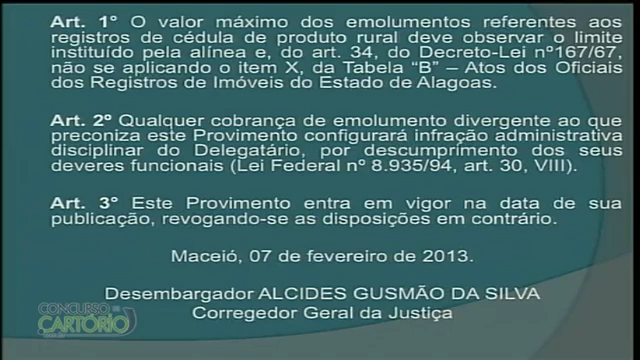 Art. 1° O valor máximo dos emolumentos referentes aos
registros de cédula de produto rural deve observar o limite
instituído pela alínea e, do art. 34, do Decreto-Lei nº167/67,
não se aplicando o item X, da Tabela “B” – Atos dos Oficiais
dos Registros de Imóveis do Estado de Alagoas.
Art. 2º Qualquer cobrança de emolumento divergente ao que
preconiza este Provimento configurará infração administrativa
disciplinar do Delegatário, por descumprimento dos seus
deveres funcionais (Lei Federal nº 8.935/94, art. 30, VIII).
Art. 3° Este Provimento entra em vigor na data de sua
publicação, revogando-se as disposições em contrário.
Maceió, 07 de fevereiro de 2013.
Desembargador ALCIDES GUSMÃO DA SILVA
Corregedor Geral da Justiça
CONCURSO DE
CARTÓRIO